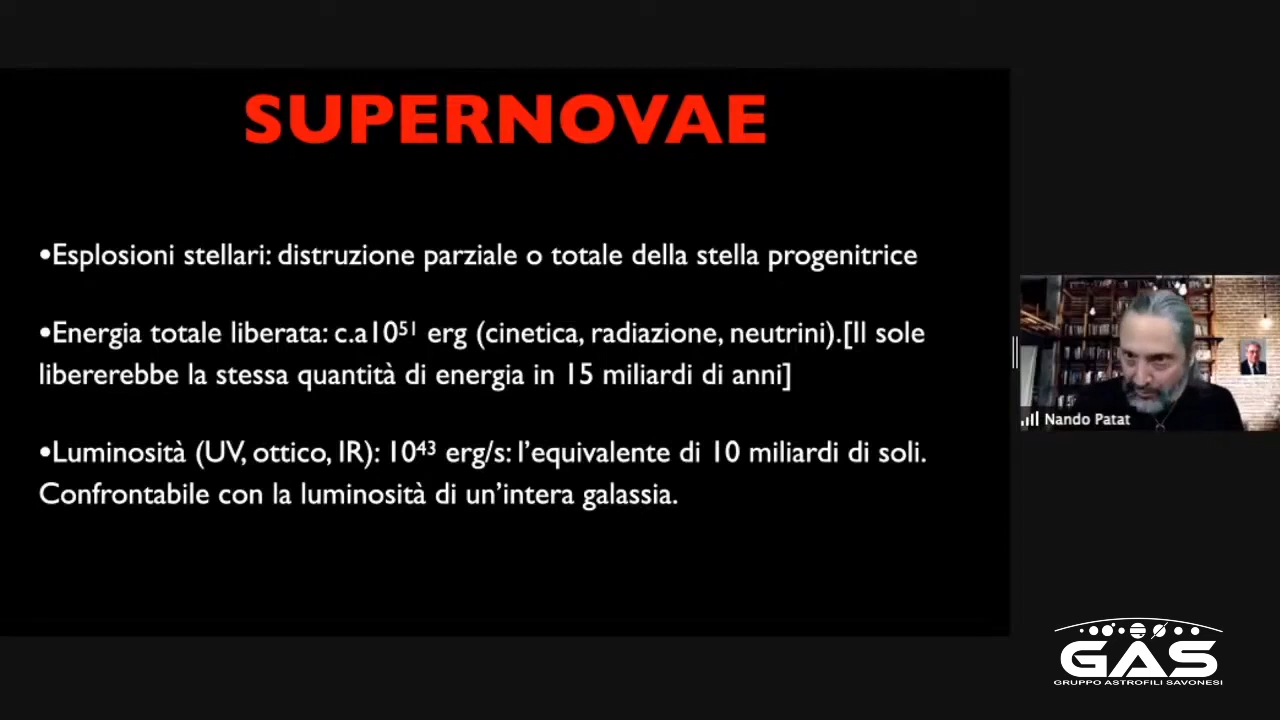 SUPERNOVAE
•Esplosioni stellari: distruzione parziale o totale della stella progenitrice
•Energia totale liberata: c.a10⁵¹ erg (cinetica, radiazione, neutrini).[Il sole
libererebbe la stessa quantità di energia in 15 miliardi di anni]
•Luminosità (UV, ottico, IR): 10⁴³ erg/s: l’equivalente di 10 miliardi di soli.
Confrontabile con la luminosità di un’intera galassia.
Nando Patat
GAS
GRUPPO ASTROFILI SAVONESI